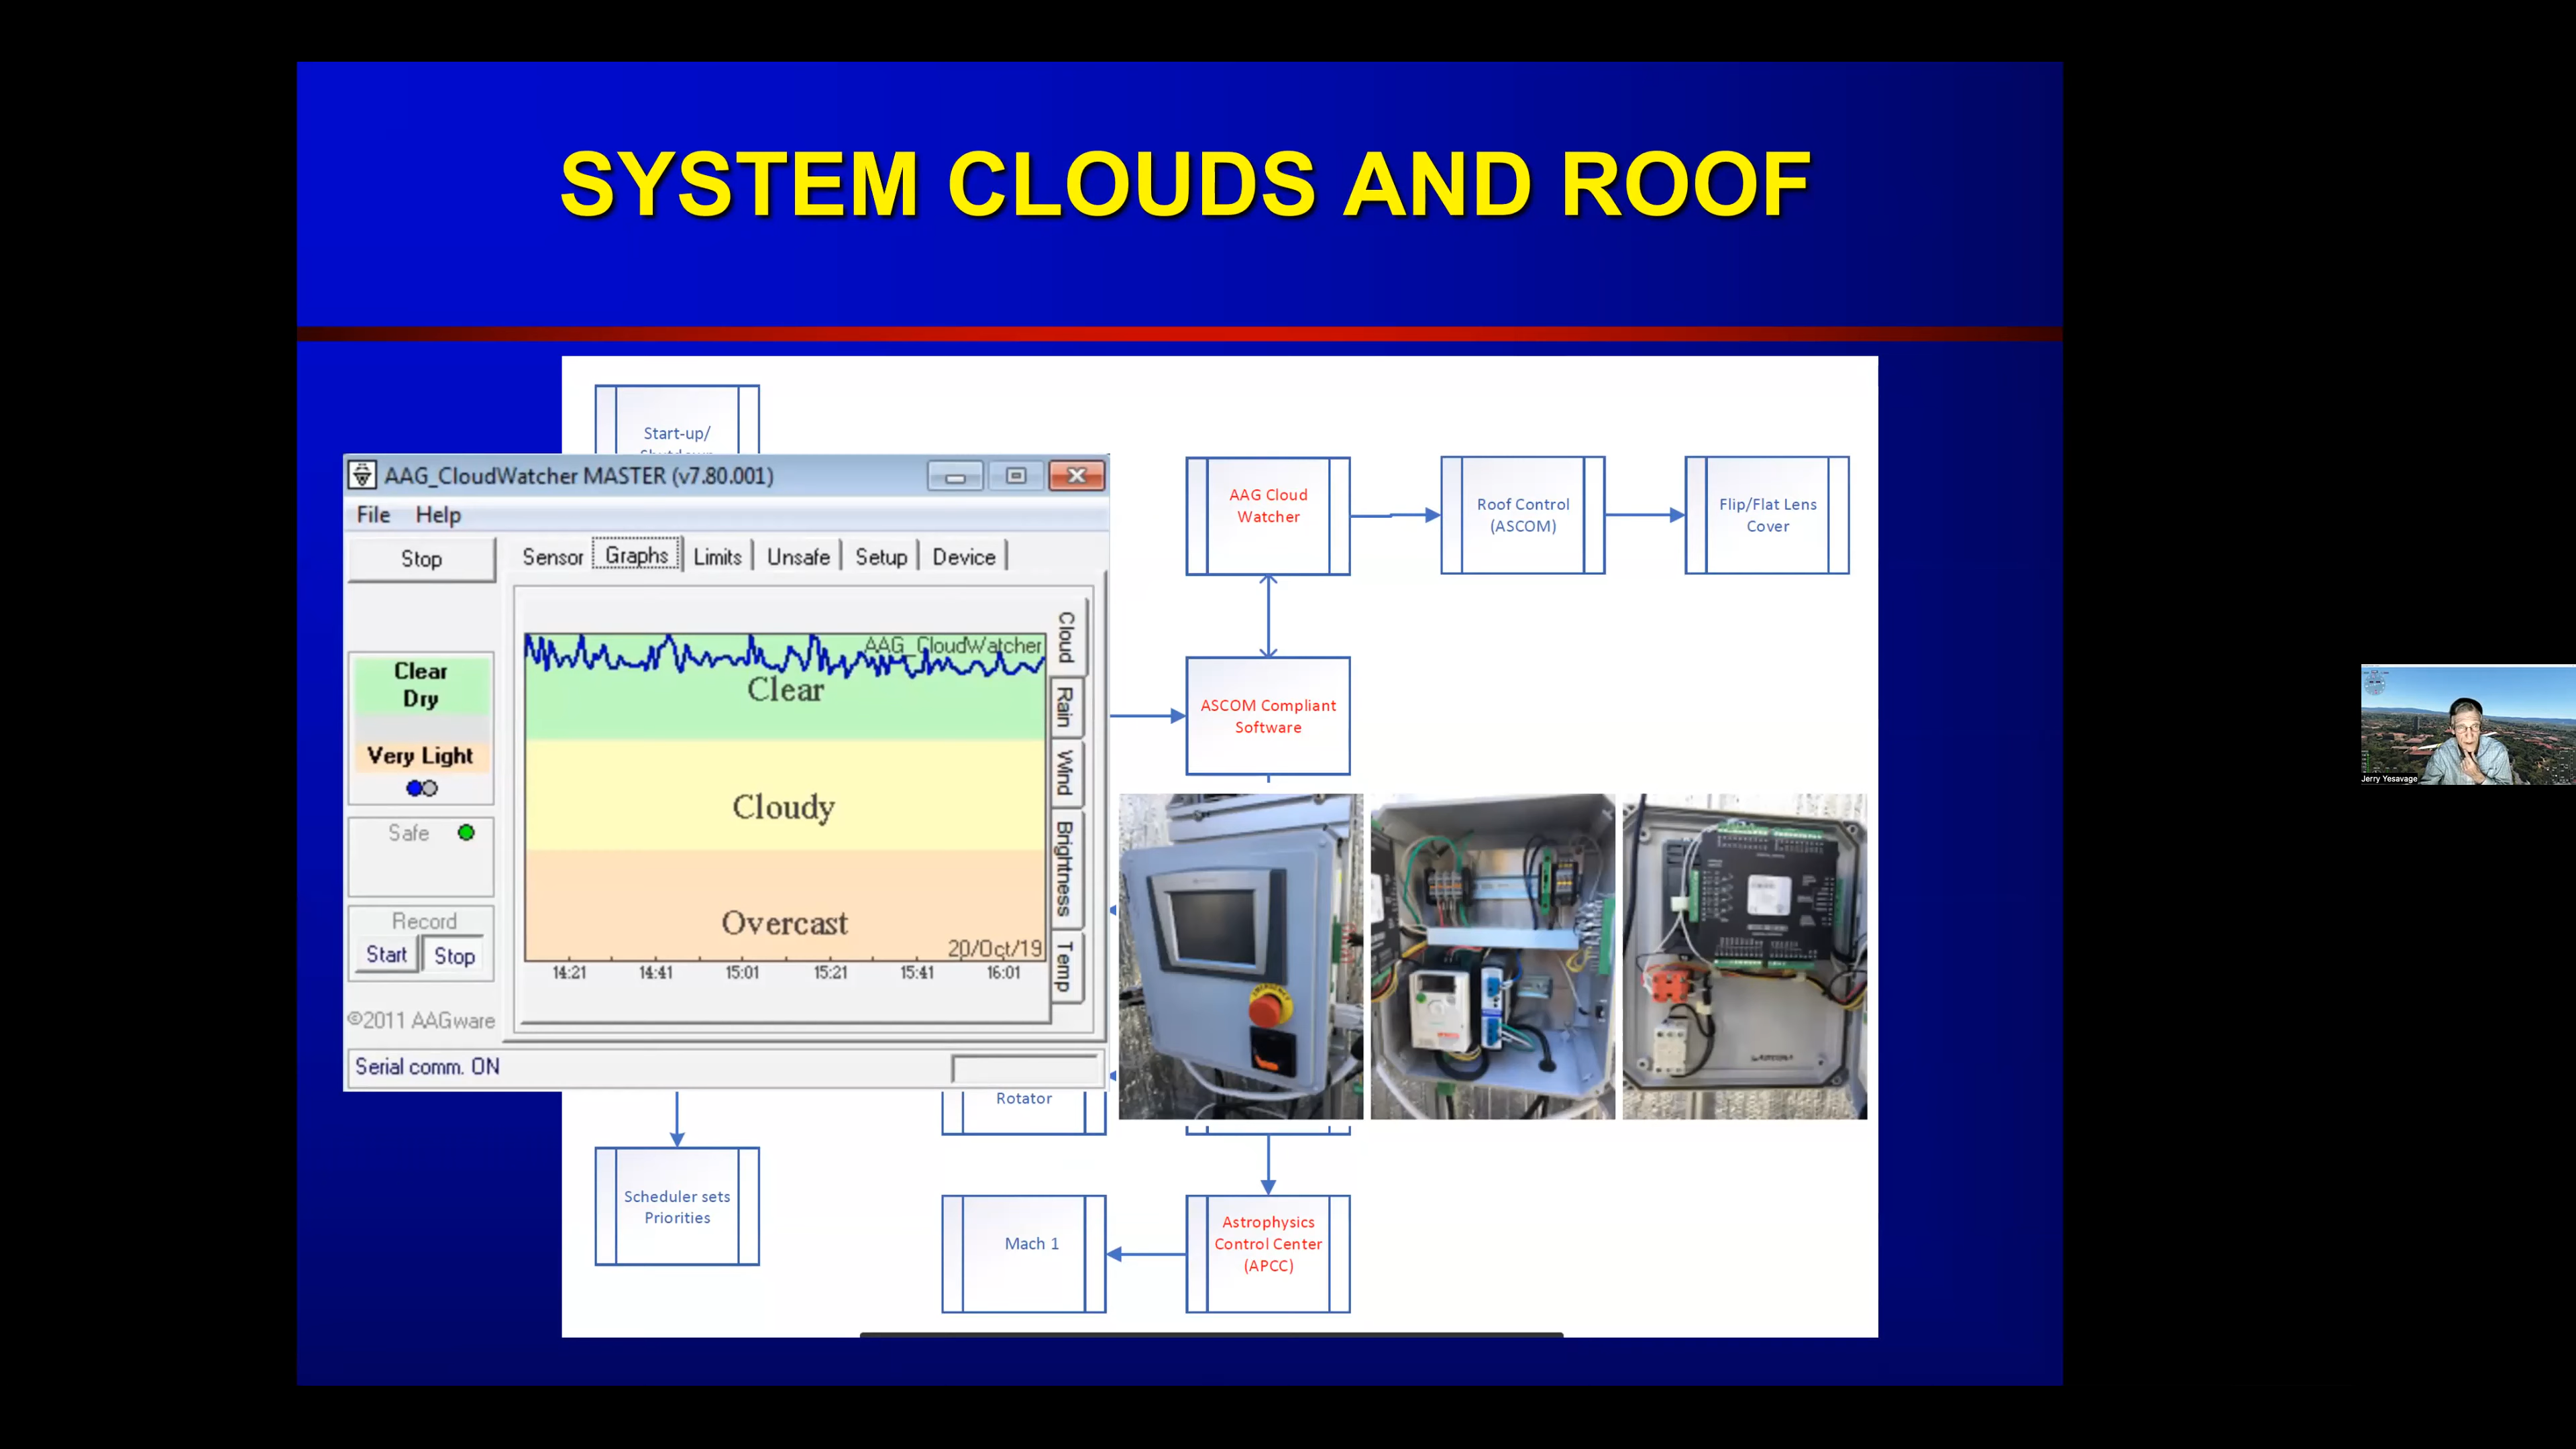 SYSTEM CLOUDS AND ROOF
Start-up/
AAG_CloudWatcher MASTER (v7.80.001)
File Help
Stop
Sensor Graphs Limits Unsafe Setup Device
Clear
Dry
Very Light
Safe
Record
Start Stop
©2011 AAGware
Serial comm. ON
AAG_CloudWatcher
Clear
Cloudy
Overcast
20/Oct/19
14:21 14:41 15:01 15:21 15:41 16:01
Cloud
Rain
Wind
Brightness
Temp
AAG Cloud
Watcher
Roof Control
(ASCOM)
Flip/Flat Lens
Cover
ASCOM Compliant
Software
EMERGENCY
Rotator
Scheduler sets
Priorities
Mach 1
Astrophysics
Control Center
(APCC)
Jerry Yesavage